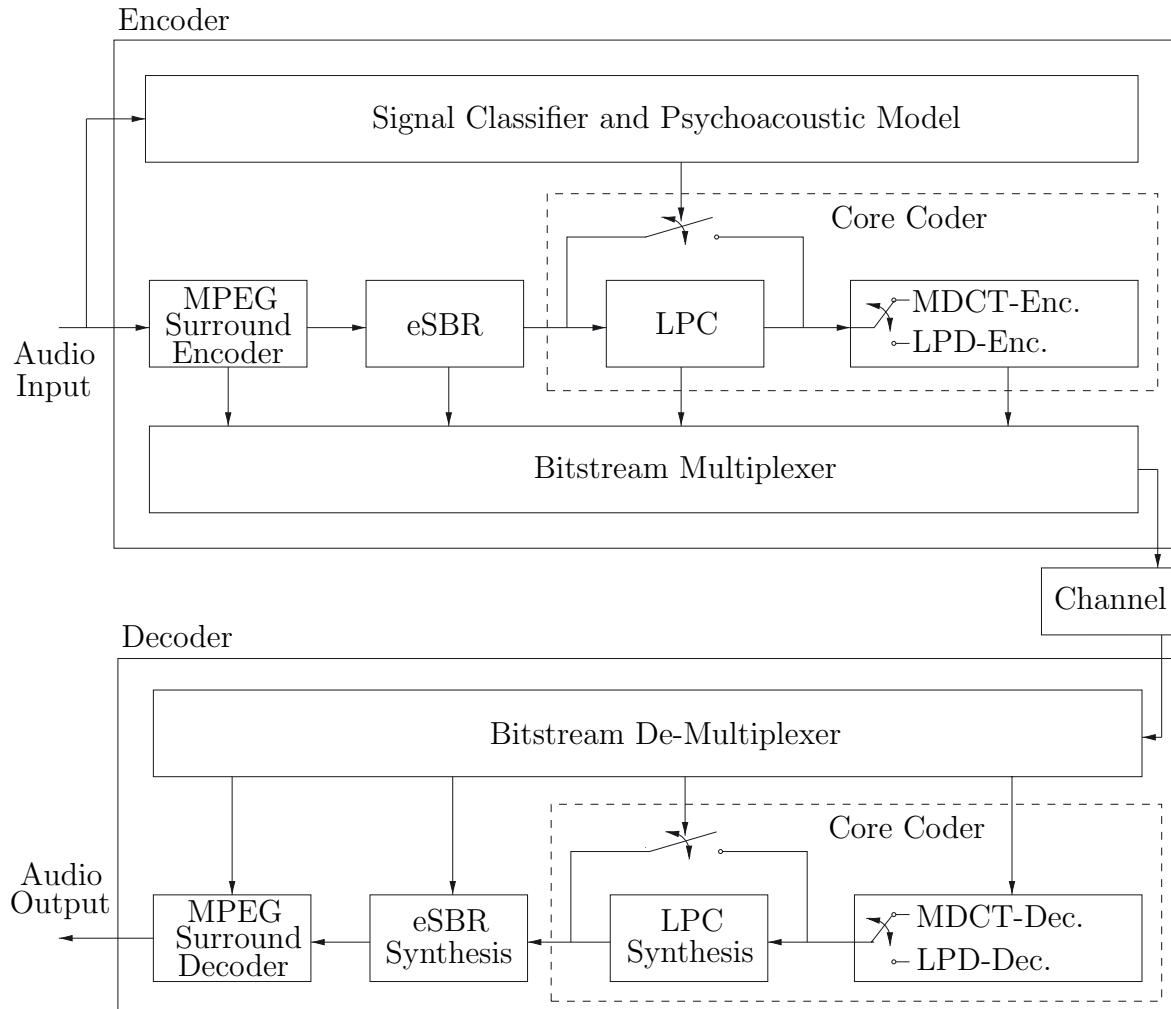 Encoder
Signal Classifier and Psychoacoustic Model
Core Coder
MPEG
Surround
Encoder
eSBR
LPC
MDCT-Enc.
LPD-Enc.
Audio
Input
Bitstream Multiplexer
Channel
Decoder
Bitstream De-Multiplexer
Core Coder
Audio
Output
MPEG
Surround
Decoder
eSBR
Synthesis
LPC
Synthesis
MDCT-Dec.
LPD-Dec.